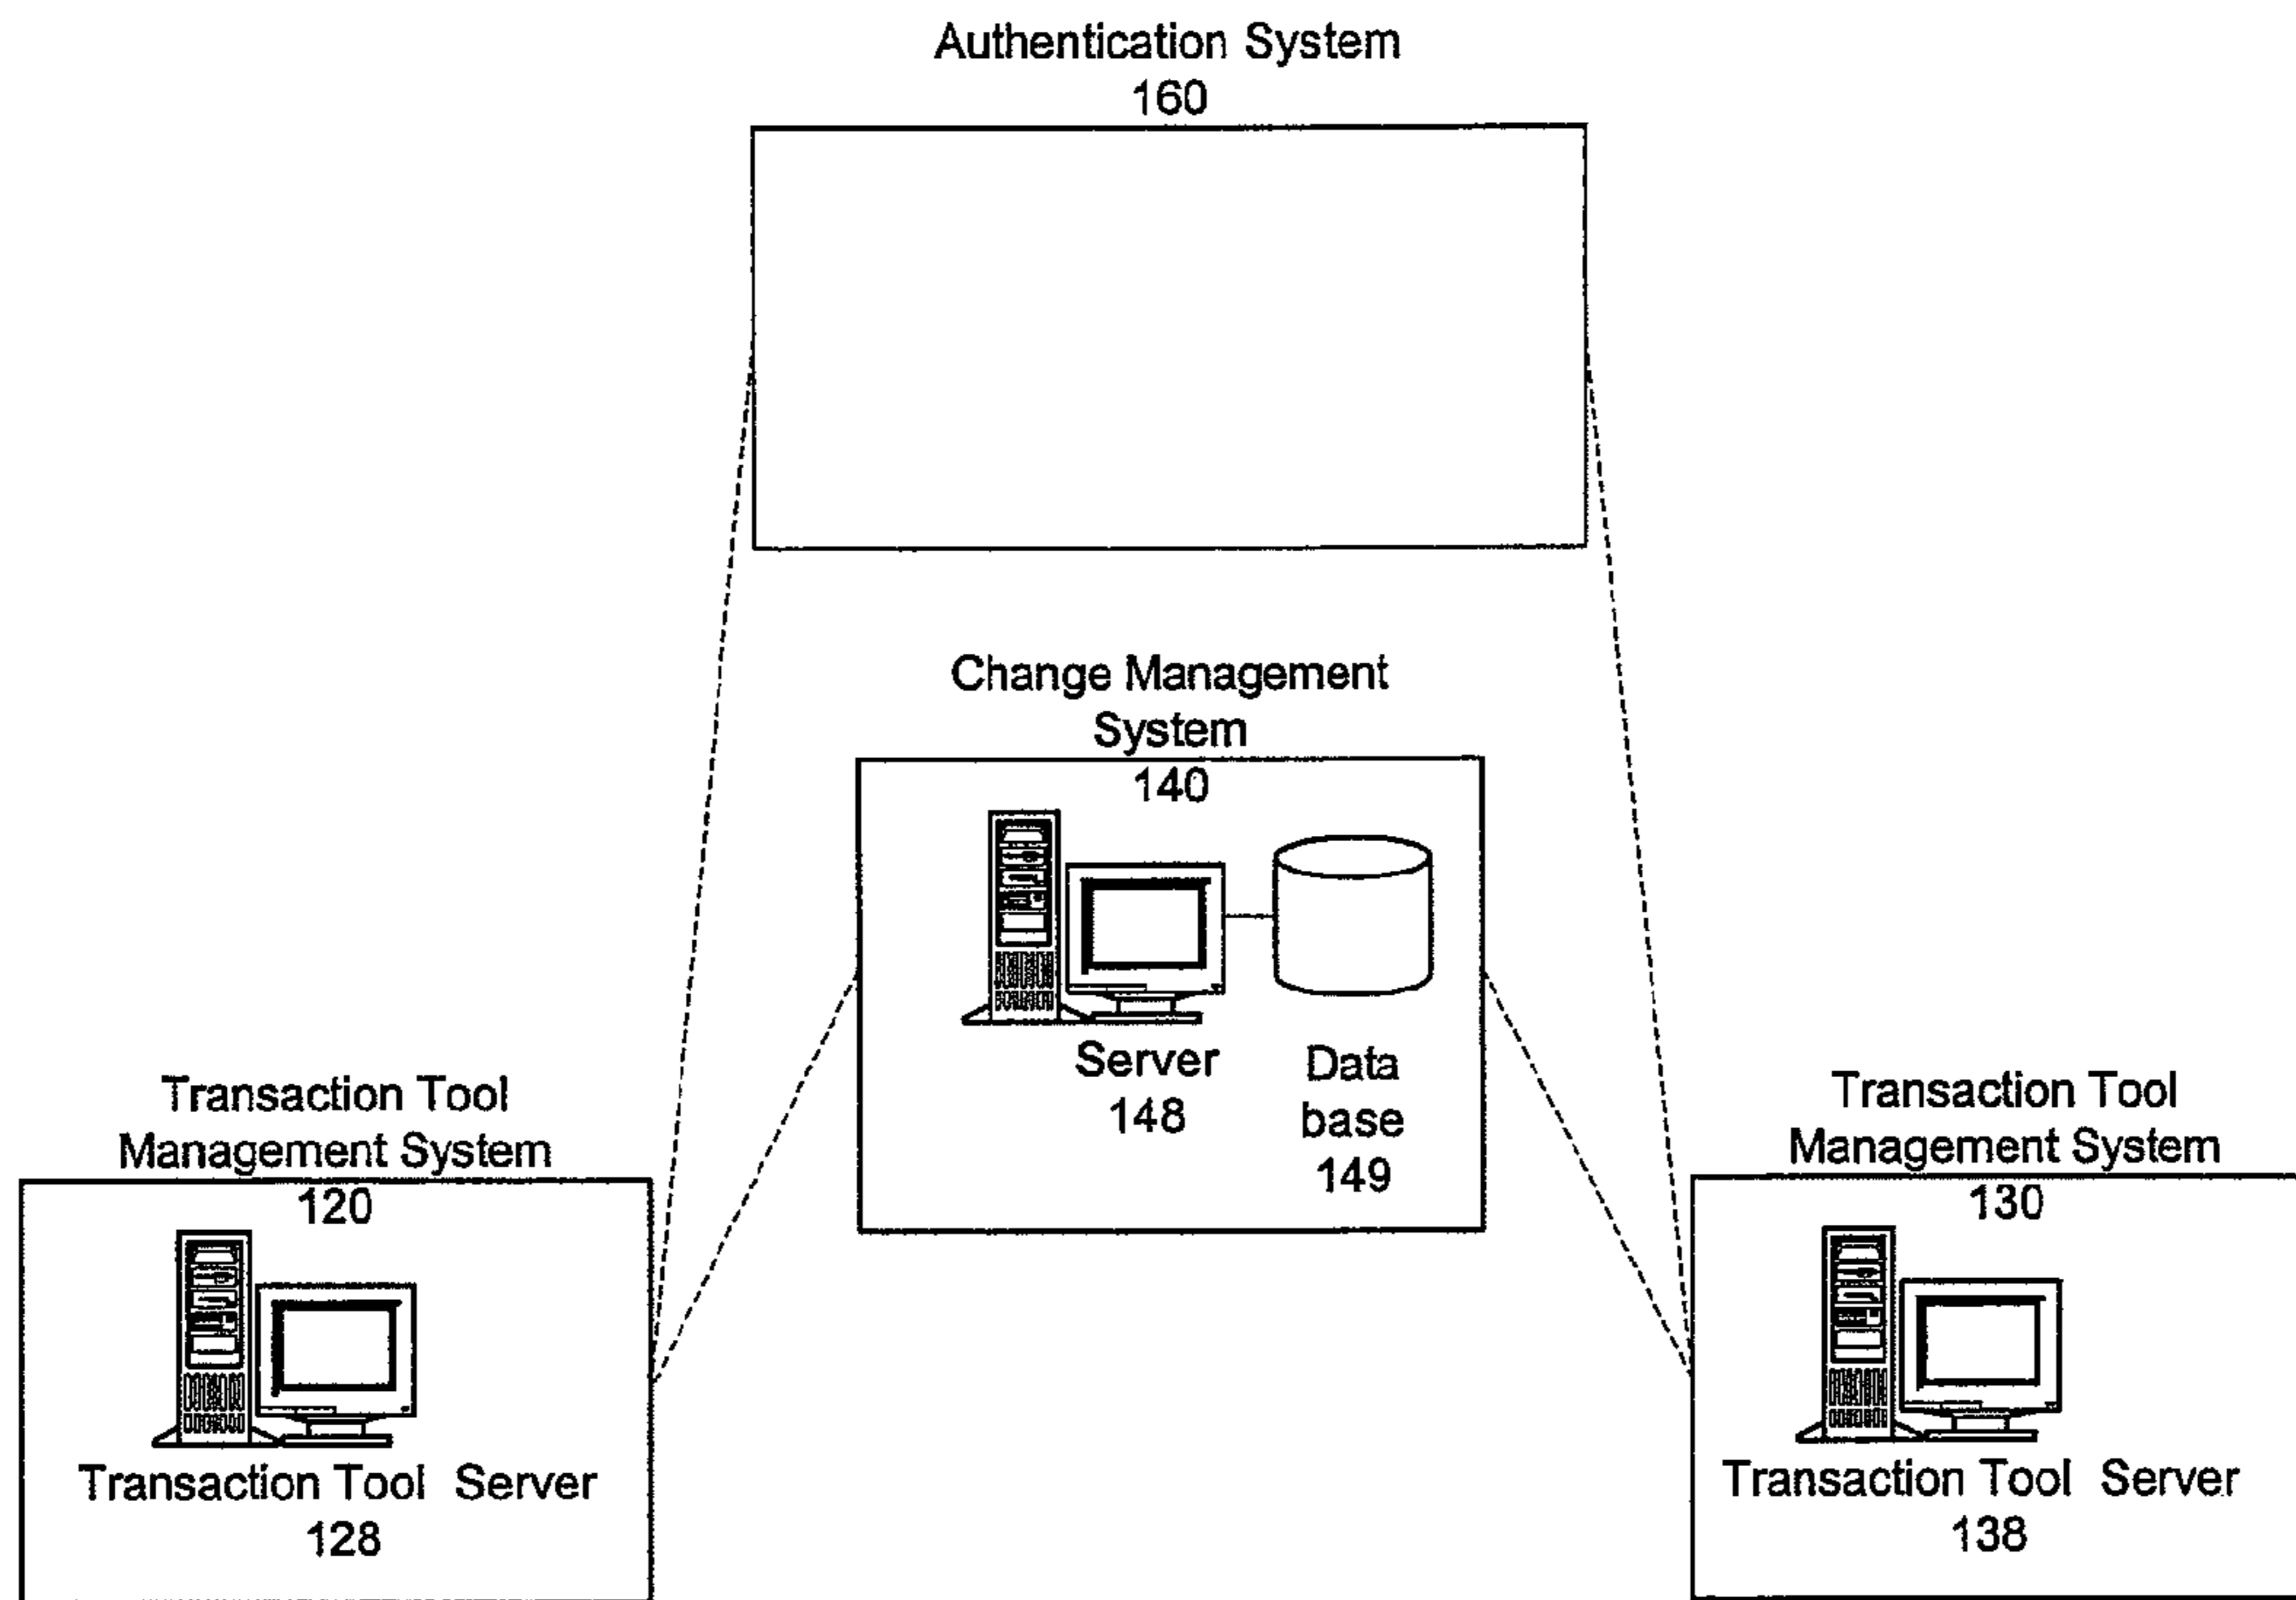 Authentication System
160
Change Management
System
140
Server
148
Data
base
149
Transaction Tool
Management System
120
Transaction Tool Server
128
Transaction Tool
Management System
130
Transaction Tool Server
138